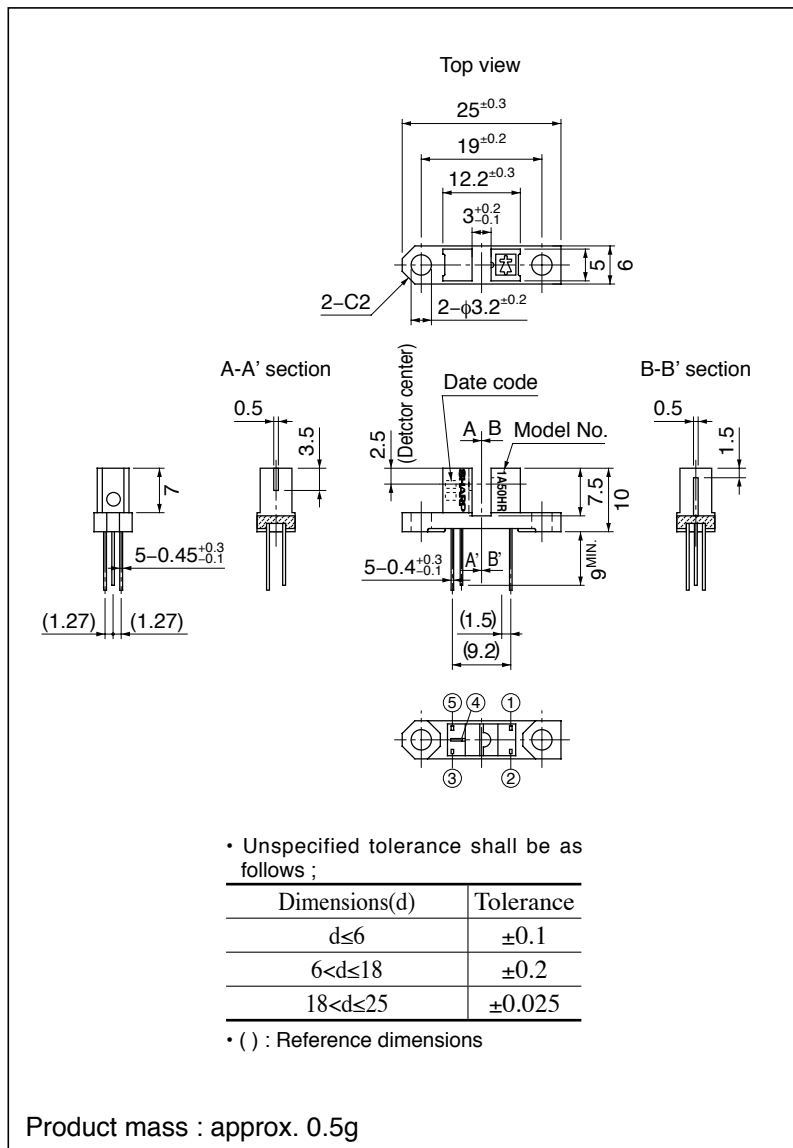 Top view
25±0.3
19±0.2
12.2±0.3
3+0.2−0.1
5
6
2−C2
2−ϕ3.2±0.2
A-A' section
B-B' section
(Detctor center)
Date code
0.5
3.5
2.5
A B
Model No.
0.5
1.5
7
SHARP
1A50HR
7.5
10
5−0.45+0.3−0.1
5−0.4+0.3−0.1
A' B'
9MIN.
(1.27)
(1.27)
(1.5)
(9.2)
⑤ ④ ①
③ ②
• Unspecified tolerance shall be as
follows ;
Dimensions(d) Tolerance
d≤6 ±0.1
6<d≤18 ±0.2
18<d≤25 ±0.025
• ( ) : Reference dimensions
Product mass : approx. 0.5g